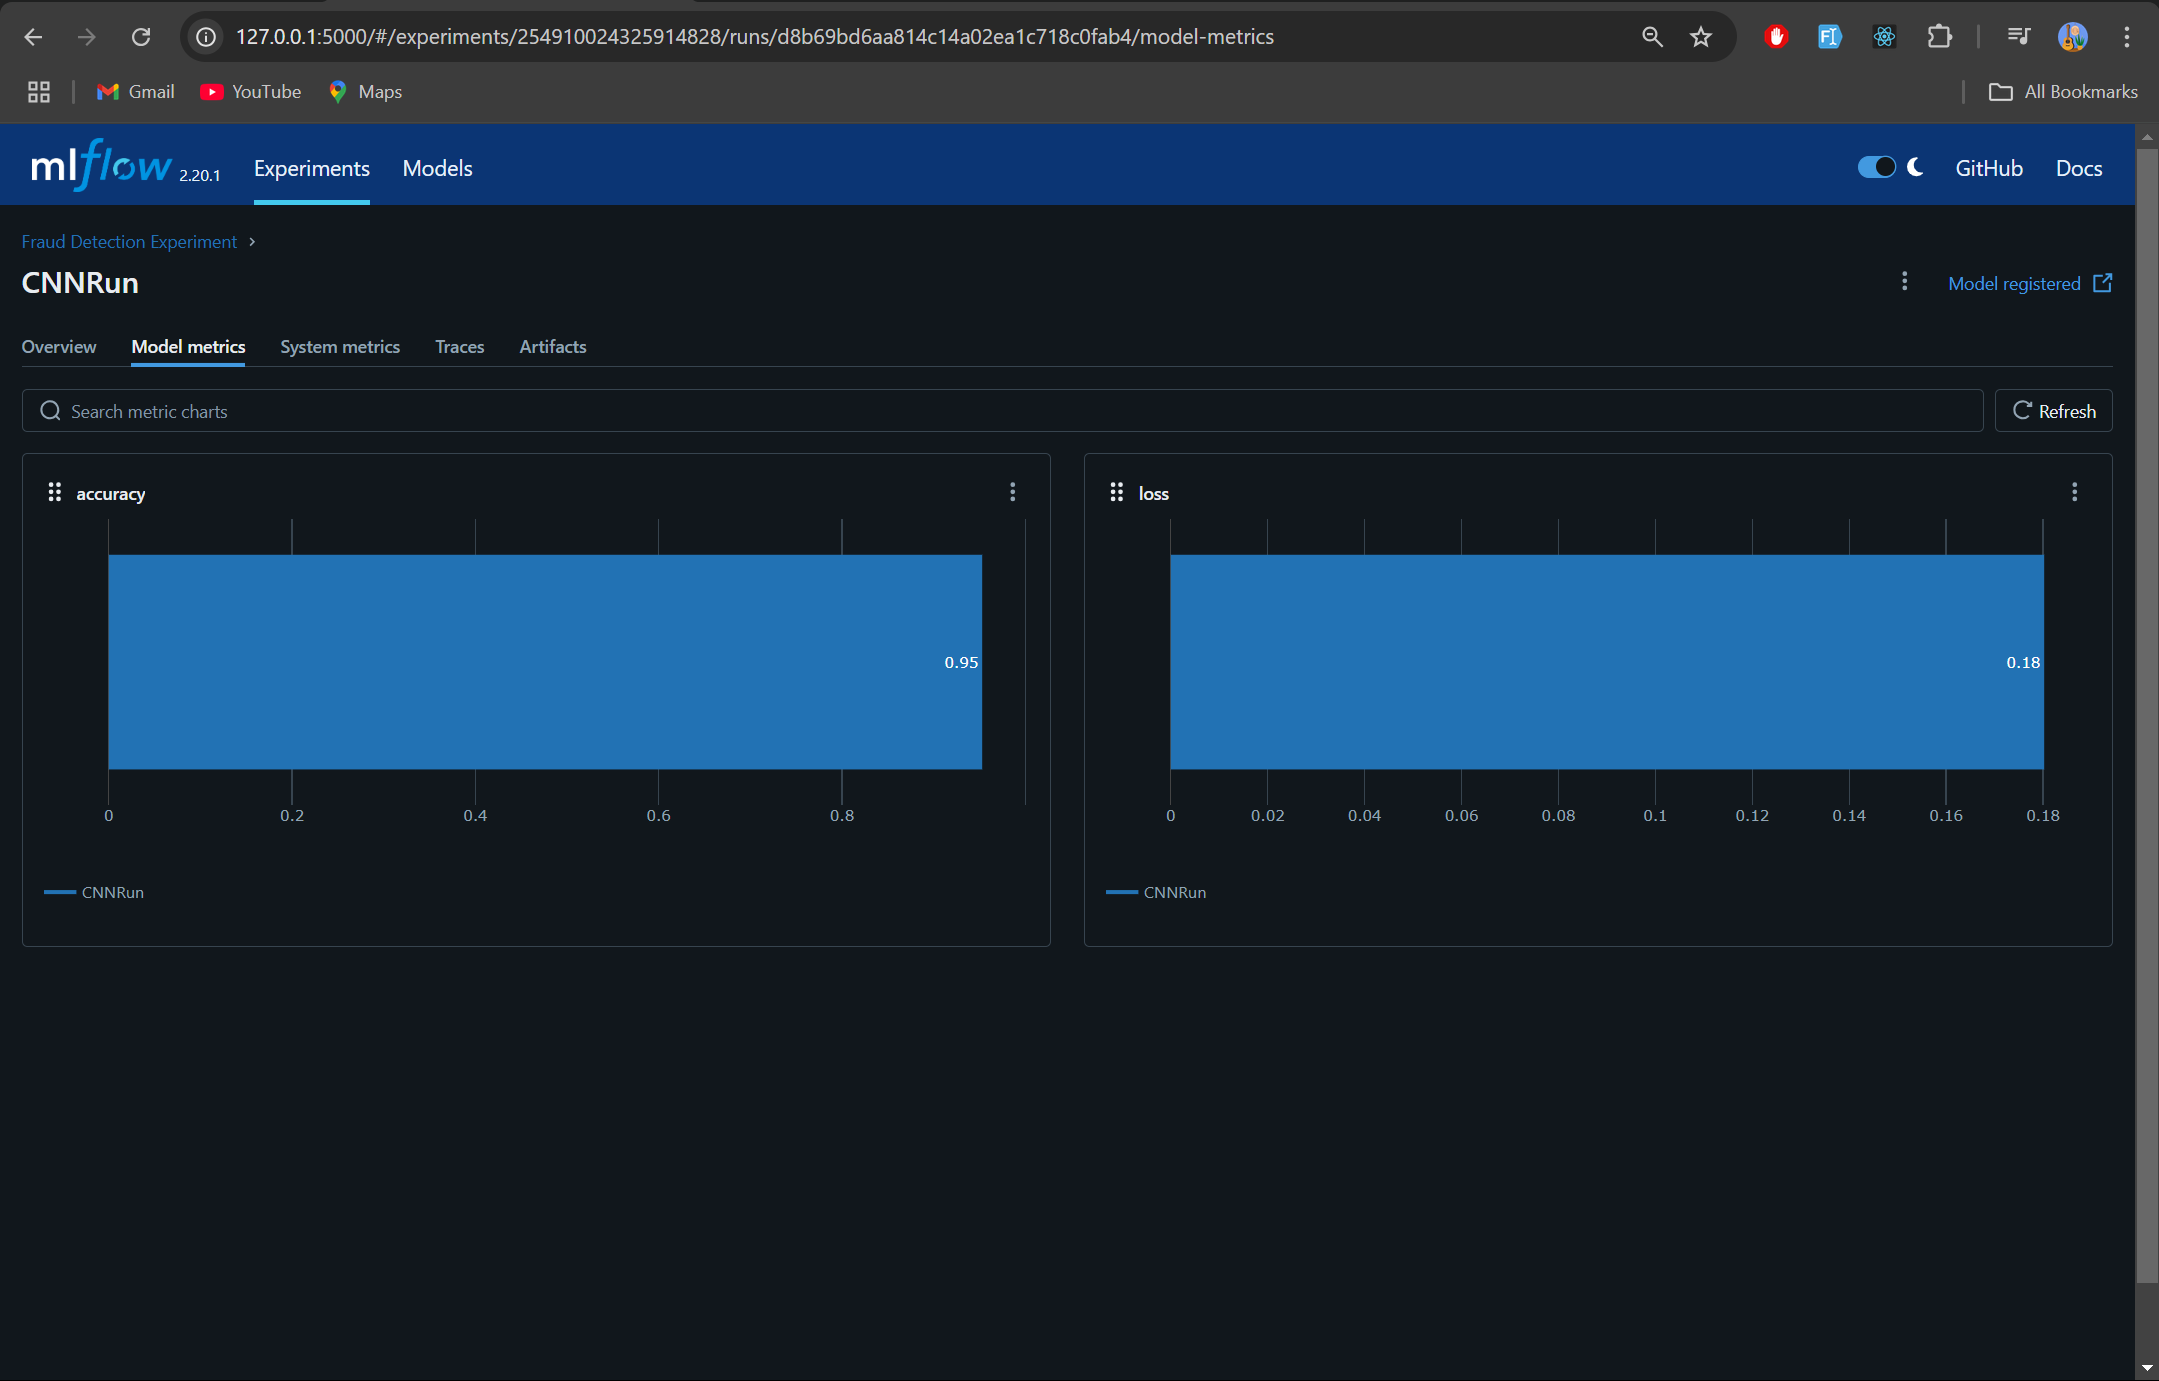 127.0.0.1:5000/#/experiments/254910024325914828/runs/d8b69bd6aa814c14a02ea1c718c0fab4/model-metrics
Gmail YouTube Maps All Bookmarks
mlflow 2.20.1 Experiments Models GitHub Docs
Fraud Detection Experiment
CNNRun
Model registered
Overview Model metrics System metrics Traces Artifacts
Search metric charts Refresh
accuracy
0.95
0 0.2 0.4 0.6 0.8
CNNRun
loss
0.18
0 0.02 0.04 0.06 0.08 0.1 0.12 0.14 0.16 0.18
CNNRun